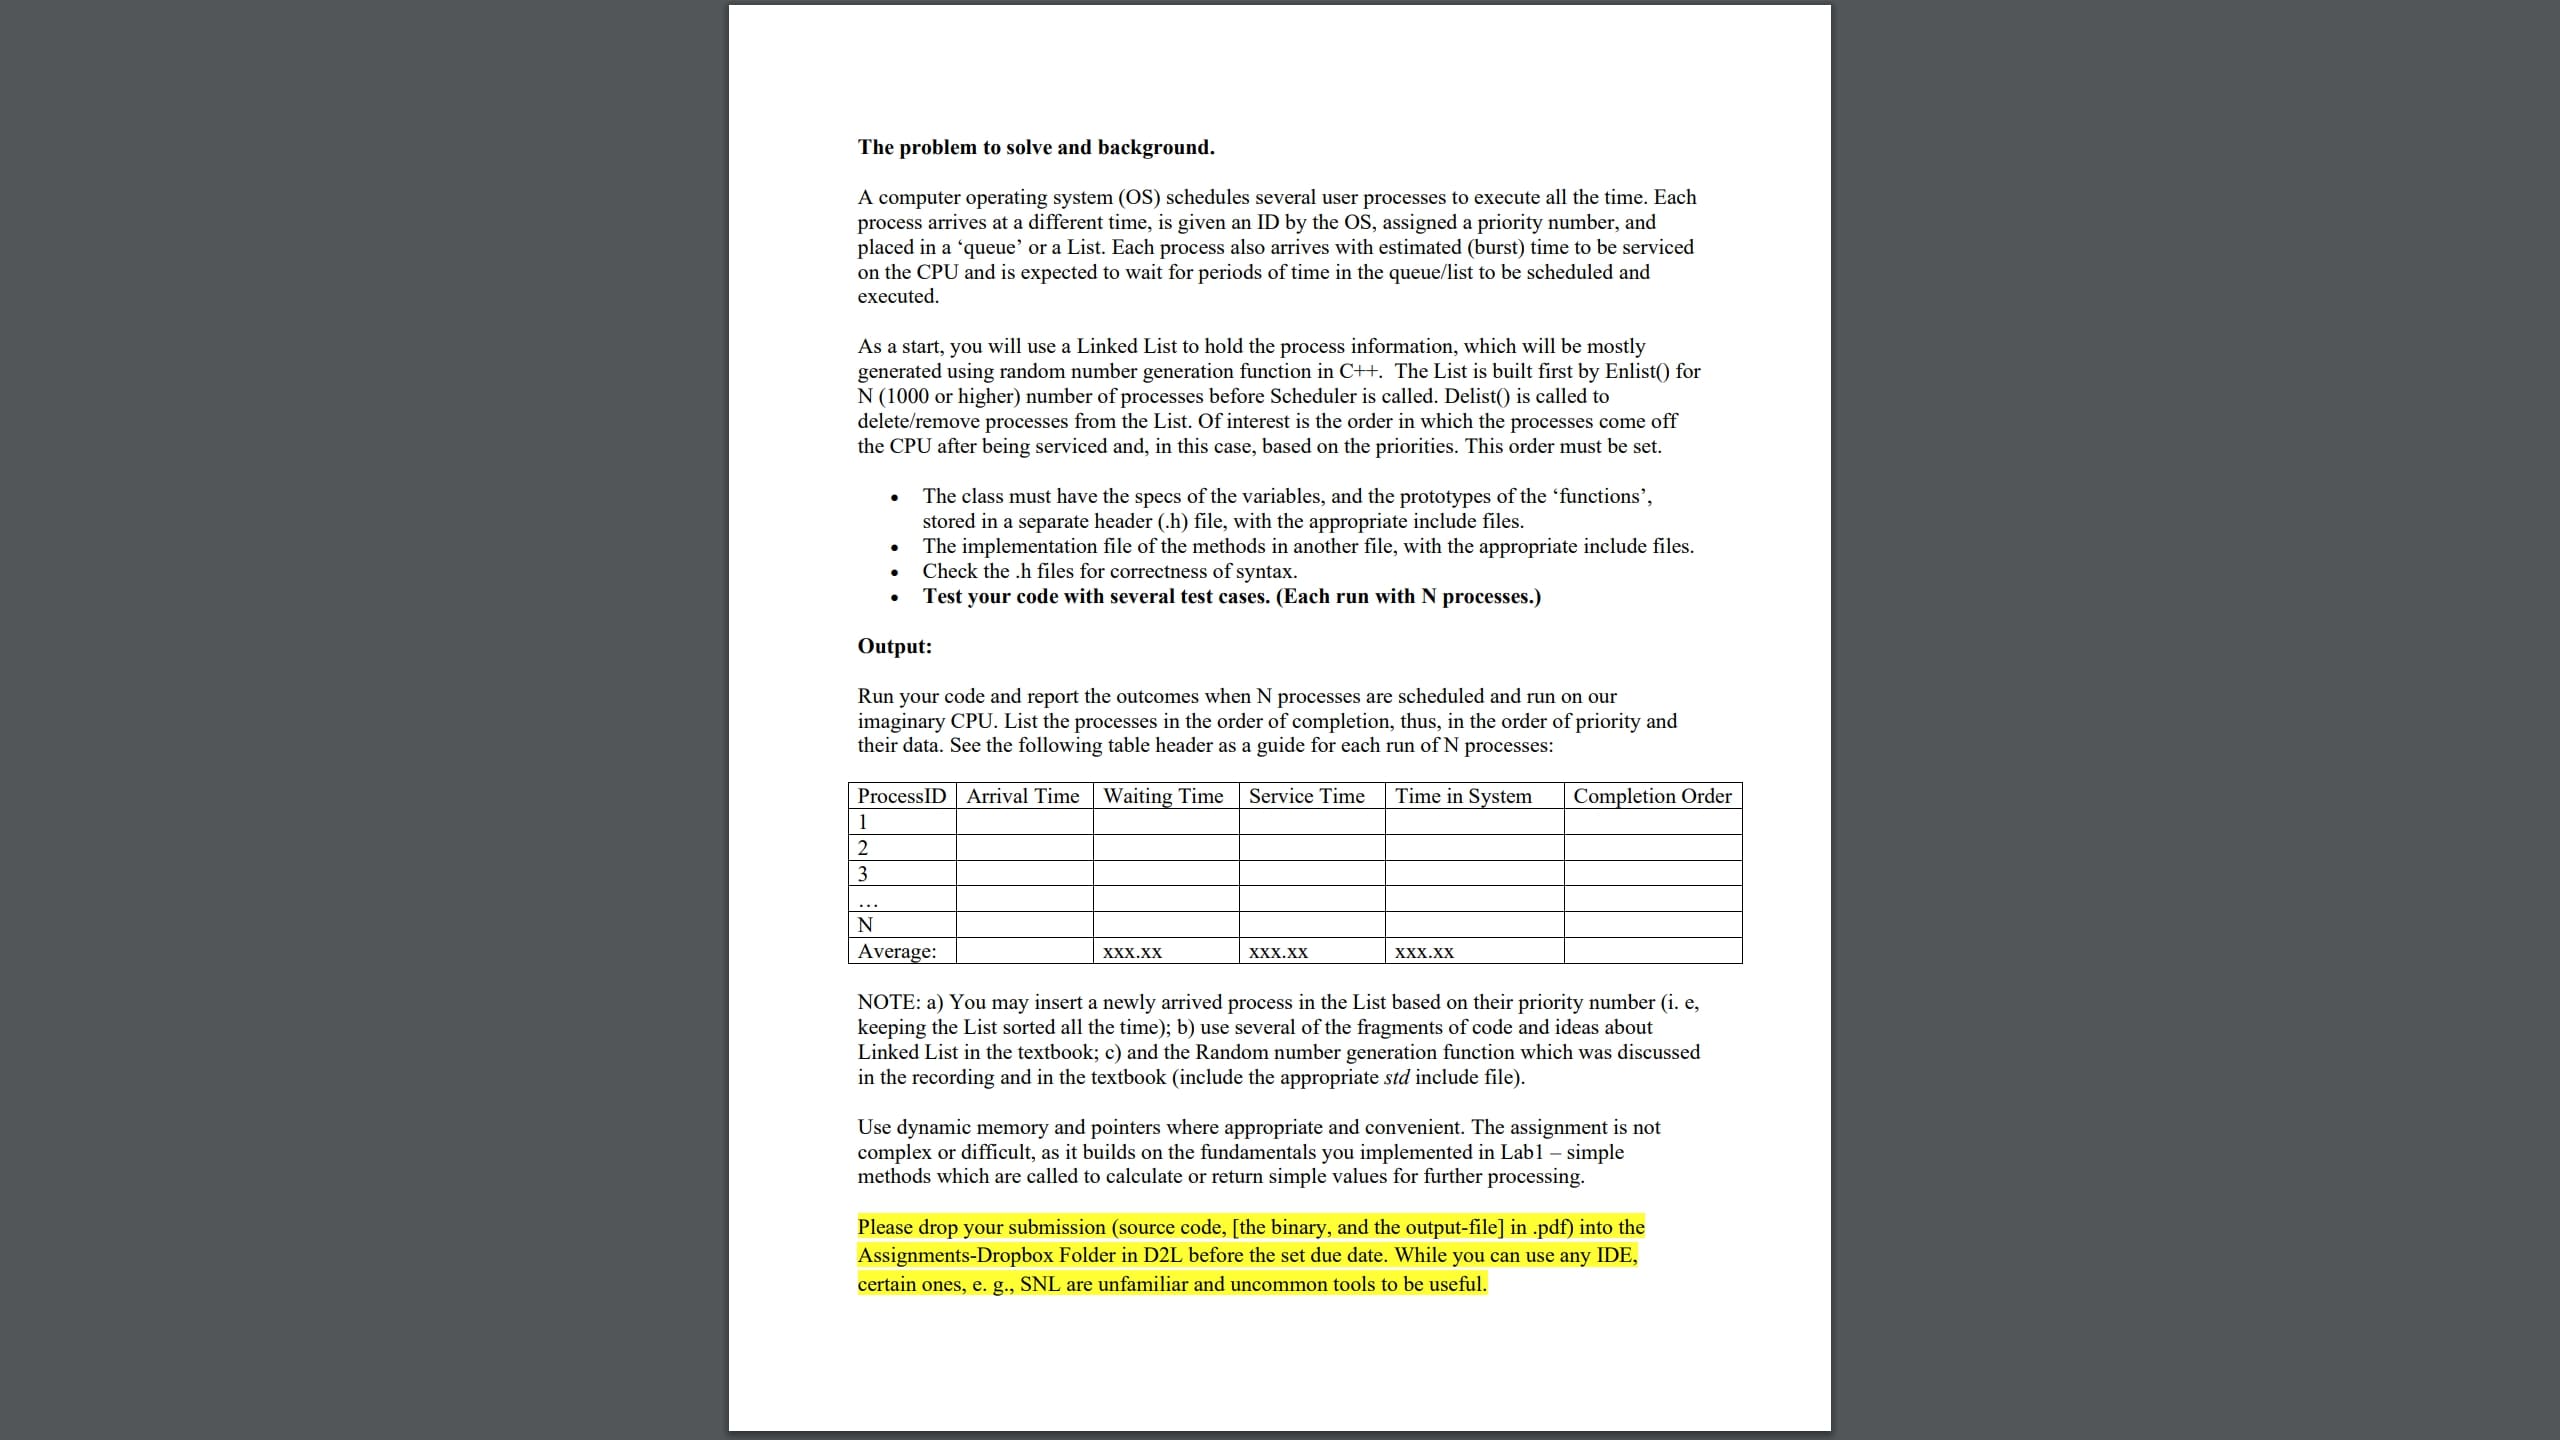 The problem to solve and background.
A computer operating system (OS) schedules several user processes to execute all the time. Each
process arrives at a different time, is given an ID by the OS, assigned a priority number, and
placed in a ‘queue’ or a List. Each process also arrives with estimated (burst) time to be serviced
on the CPU and is expected to wait for periods of time in the queue/list to be scheduled and
executed.
As a start, you will use a Linked List to hold the process information, which will be mostly
generated using random number generation function in C++.  The List is built first by Enlist() for
N (1000 or higher) number of processes before Scheduler is called. Delist() is called to
delete/remove processes from the List. Of interest is the order in which the processes come off
the CPU after being serviced and, in this case, based on the priorities. This order must be set.
• The class must have the specs of the variables, and the prototypes of the ‘functions’,
stored in a separate header (.h) file, with the appropriate include files.
• The implementation file of the methods in another file, with the appropriate include files.
• Check the .h files for correctness of syntax.
• Test your code with several test cases. (Each run with N processes.)
Output:
Run your code and report the outcomes when N processes are scheduled and run on our
imaginary CPU. List the processes in the order of completion, thus, in the order of priority and
their data. See the following table header as a guide for each run of N processes:
ProcessID Arrival Time Waiting Time Service Time Time in System Completion Order
1
2
3
…
N
Average: xxx.xx xxx.xx xxx.xx
NOTE: a) You may insert a newly arrived process in the List based on their priority number (i. e,
keeping the List sorted all the time); b) use several of the fragments of code and ideas about
Linked List in the textbook; c) and the Random number generation function which was discussed
in the recording and in the textbook (include the appropriate std include file).
Use dynamic memory and pointers where appropriate and convenient. The assignment is not
complex or difficult, as it builds on the fundamentals you implemented in Lab1 – simple
methods which are called to calculate or return simple values for further processing.
Please drop your submission (source code, [the binary, and the output-file] in .pdf) into the
Assignments-Dropbox Folder in D2L before the set due date. While you can use any IDE,
certain ones, e. g., SNL are unfamiliar and uncommon tools to be useful.